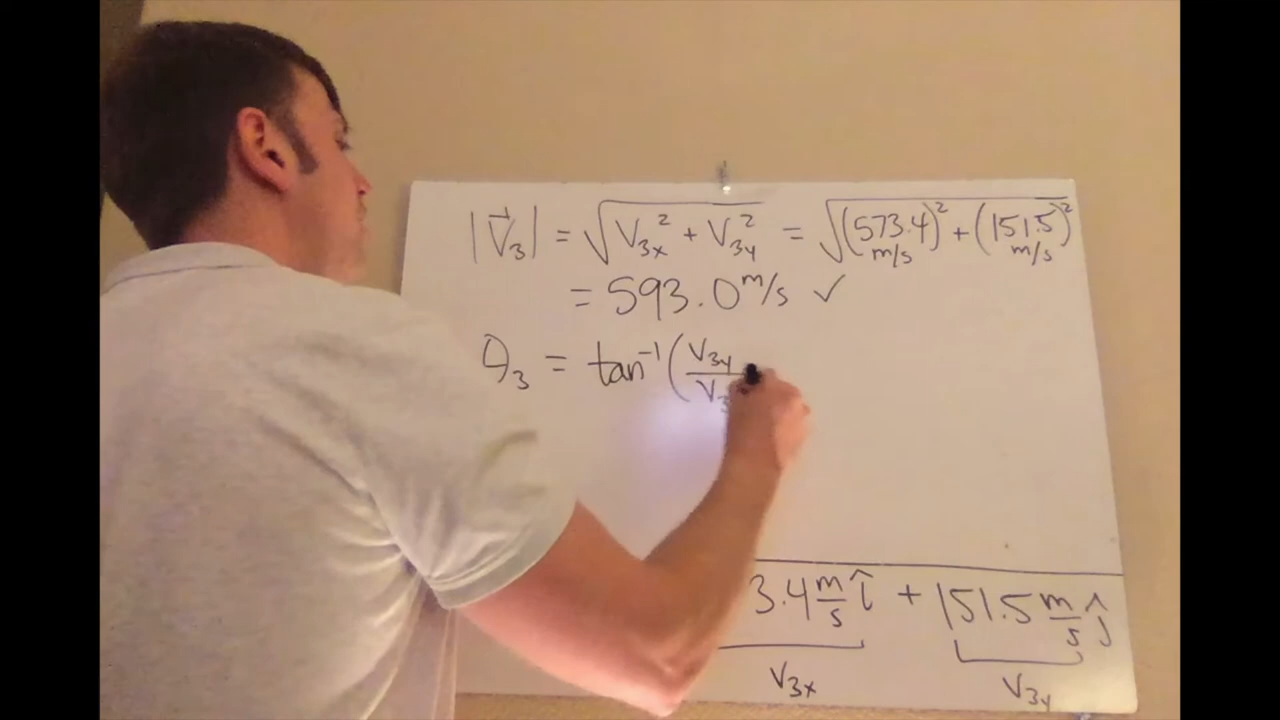 |V⃗₃| = √(V₃ₓ² + V₃ᵧ²) = √((573.4 m/s)² + (151.5 m/s)²)
= 593.0 m/s ✓
θ₃ = tan⁻¹(V₃ᵧ/V₃
3.4 m/s î + 151.5 m/s ĵ
V₃ₓ V₃ᵧ